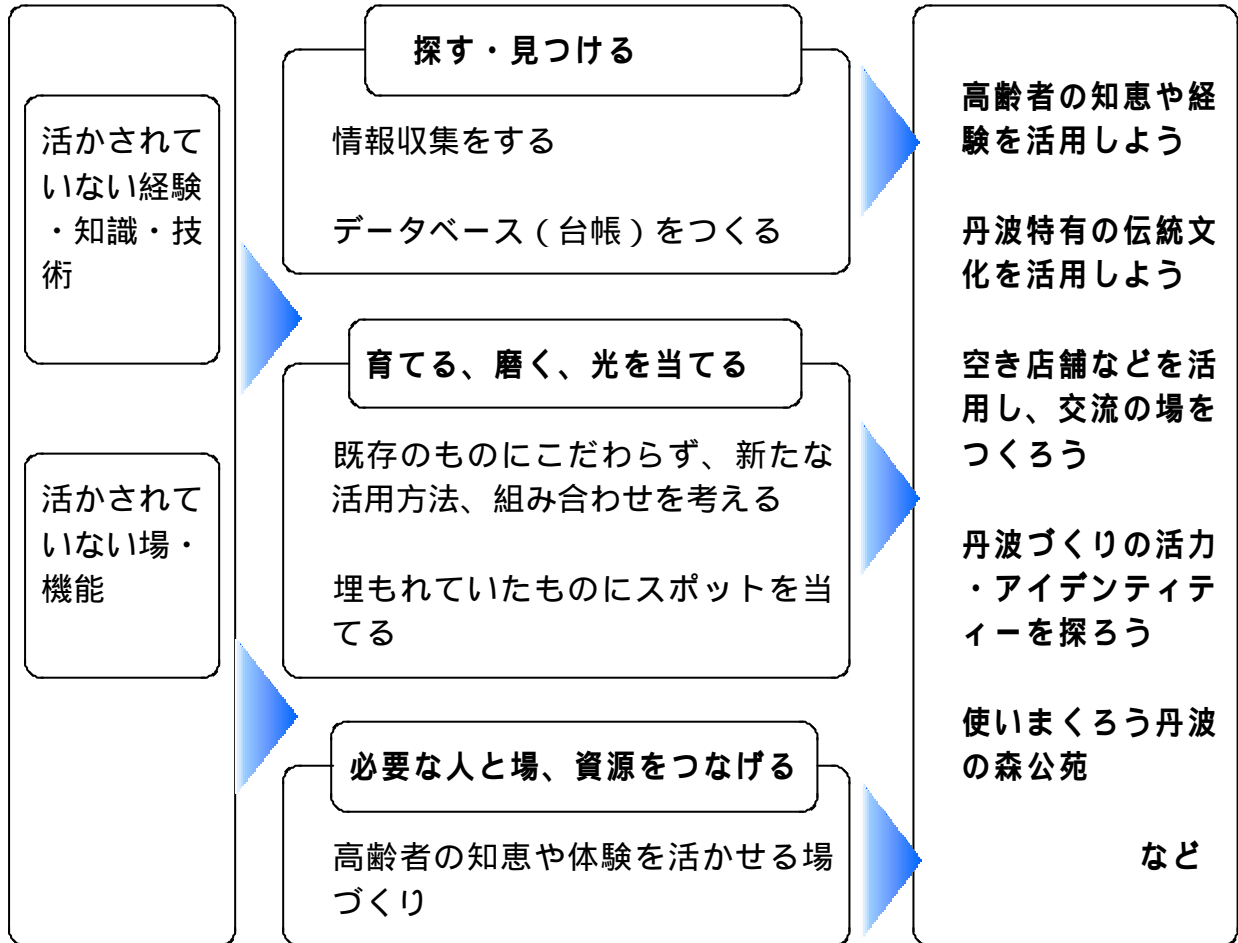 活かされて
いない経験
・知識・技
術
活かされて
いない場・
機能
探す・見つける
情報収集をする
データベース(台帳)をつくる
育てる、磨く、光を当てる
既存のものにこだわらず、新たな
活用方法、組み合わせを考える
埋もれていたものにスポットを当
てる
必要な人と場、資源をつなげる
高齢者の知恵や体験を活かせる場
づくり
高齢者の知恵や経
験を活用しよう
丹波特有の伝統文
化を活用しよう
空き店舗などを活
用し、交流の場を
つくろう
丹波づくりの活力
・アイデンティテ
ィーを探ろう
使いまくろう丹波
の森公苑
など